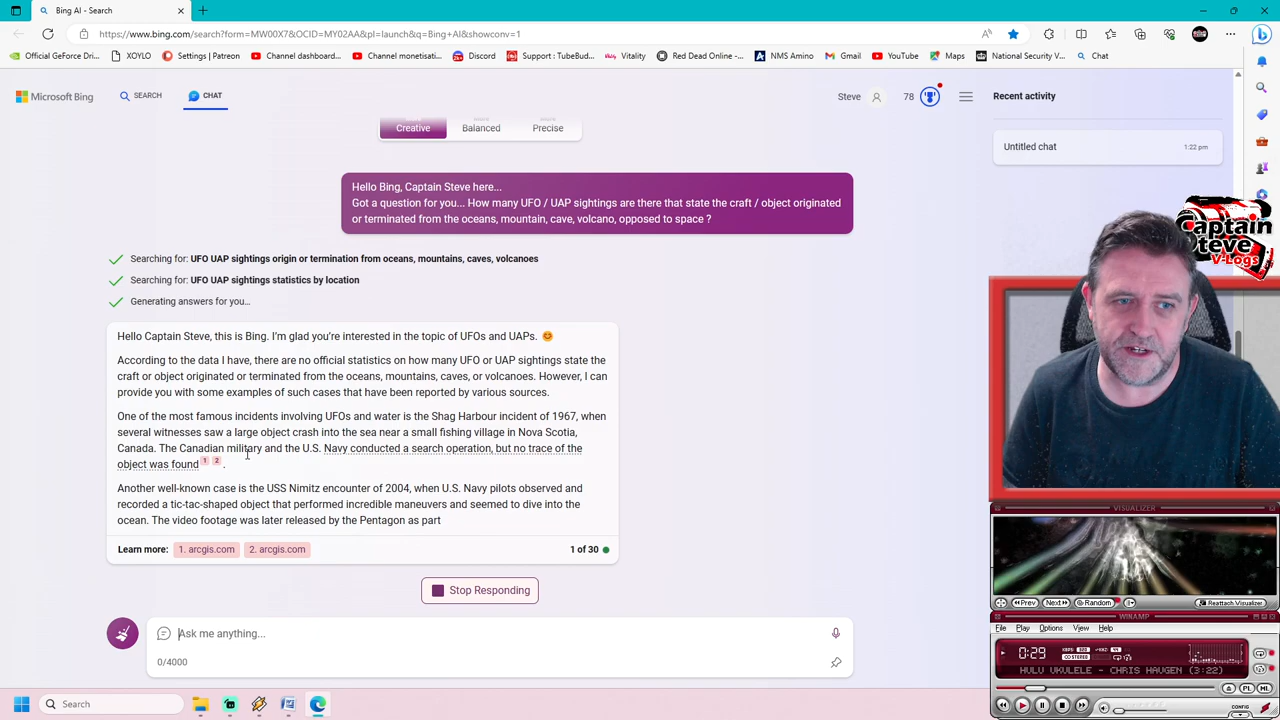 Bing AI - Search
https://www.bing.com/search?form=MW00X7&OCID=MY02AA&pl=launch&q=Bing+AI&showconv=1
Official GeForce Driv...
XOYLO
Settings | Patreon
Channel dashboard...
Channel monetisati...
Discord
Support : TubeBud...
Vitality
Red Dead Online -...
NMS Amino
Gmail
YouTube
Maps
National Security V...
Chat
Microsoft Bing
SEARCH
CHAT
Steve
78
Recent activity
Creative
Balanced
Precise
Untitled chat
1:22 pm
Hello Bing, Captain Steve here...
Got a question for you... How many UFO / UAP sightings are there that state the craft / object originated
or terminated from the oceans, mountain, cave, volcano, opposed to space ?
Captain
Steve
V-Logs
Searching for: UFO UAP sightings origin or termination from oceans, mountains, caves, volcanoes
Searching for: UFO UAP sightings statistics by location
Generating answers for you...
Hello Captain Steve, this is Bing. I'm glad you're interested in the topic of UFOs and UAPs. 😊
According to the data I have, there are no official statistics on how many UFO or UAP sightings state the
craft or object originated or terminated from the oceans, mountains, caves, or volcanoes. However, I can
provide you with some examples of such cases that have been reported by various sources.
One of the most famous incidents involving UFOs and water is the Shag Harbour incident of 1967, when
several witnesses saw a large object crash into the sea near a small fishing village in Nova Scotia,
Canada. The Canadian military and the U.S. Navy conducted a search operation, but no trace of the
object was found 1 2 .
Another well-known case is the USS Nimitz encounter of 2004, when U.S. Navy pilots observed and
recorded a tic-tac-shaped object that performed incredible maneuvers and seemed to dive into the
ocean. The video footage was later released by the Pentagon as part
Learn more: 1. arcgis.com 2. arcgis.com
1 of 30
Stop Responding
Ask me anything...
0/4000
VISUALIZER
Prev
Next
Random
Reattach Visualizer
WINAMP
File Play Options View Help
0:29
STEREO
HULU UKULELE - CHRIS HAUGEN (3:22)
PL
ML
CONFIG
Search